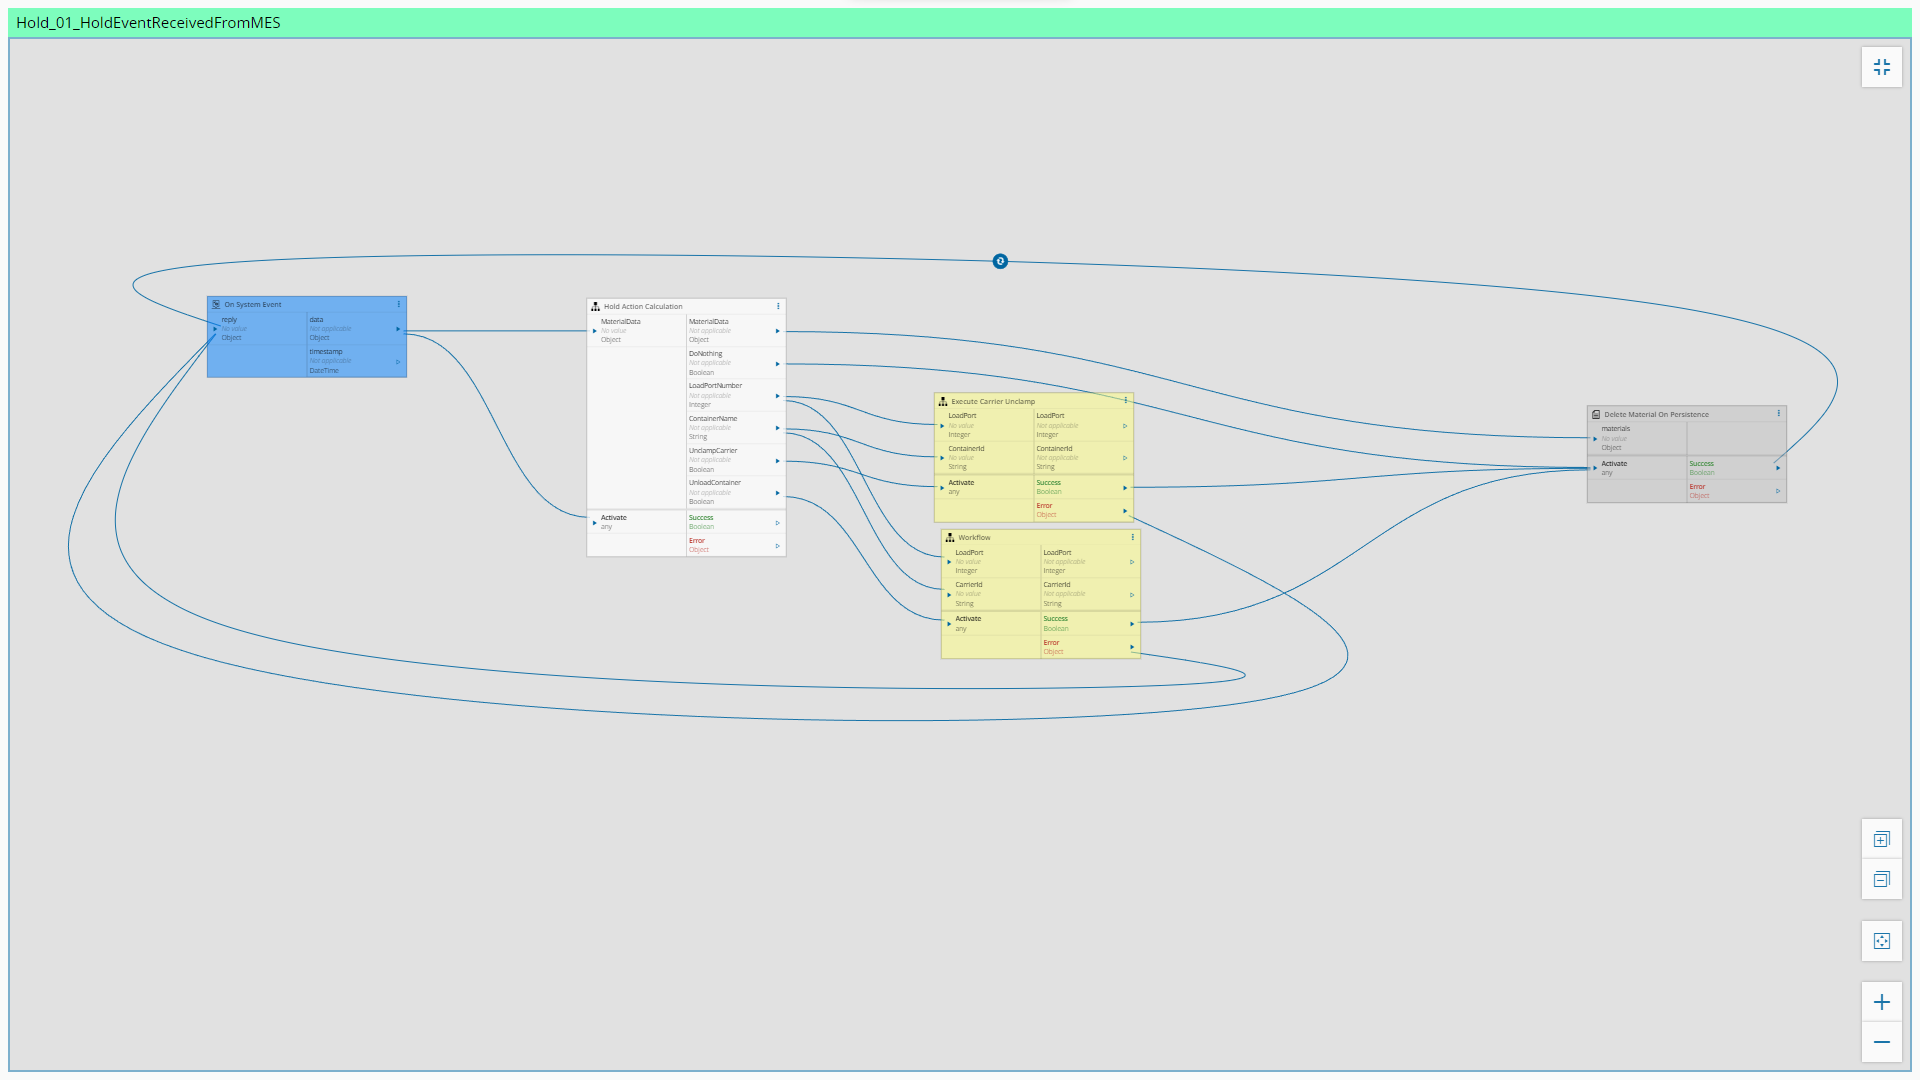 Hold_01_HoldEventReceivedFromMES
On System Event
reply
No value
Object
data
Not applicable
Object
timestamp
Not applicable
DateTime
Hold Action Calculation
MaterialData
No value
Object
MaterialData
Not applicable
Object
DoNothing
Not applicable
Boolean
LoadPortNumber
Not applicable
Integer
ContainerName
Not applicable
String
UnclampCarrier
Not applicable
Boolean
UnloadContainer
Not applicable
Boolean
Activate
any
Success
Boolean
Error
Object
Execute Carrier Unclamp
LoadPort
No value
Integer
LoadPort
Not applicable
Integer
ContainerId
No value
String
ContainerId
Not applicable
String
Activate
any
Success
Boolean
Error
Object
Workflow
LoadPort
No value
Integer
LoadPort
Not applicable
Integer
CarrierId
No value
String
CarrierId
Not applicable
String
Activate
any
Success
Boolean
Error
Object
Delete Material On Persistence
materials
No value
Object
Activate
any
Success
Boolean
Error
Object